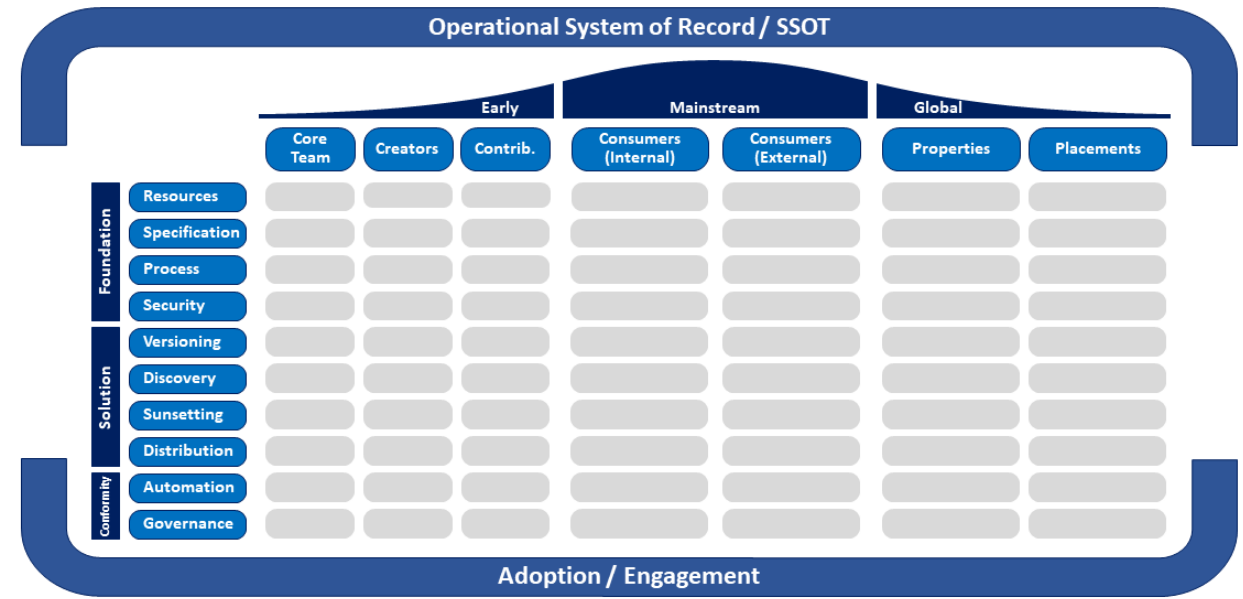 Operational System of Record / SSOT
Early
Mainstream
Global
Core
Team
Creators
Contrib.
Consumers
(Internal)
Consumers
(External)
Properties
Placements
Foundation
Resources
Specification
Process
Security
Solution
Versioning
Discovery
Sunsetting
Distribution
Conformity
Automation
Governance
Adoption / Engagement